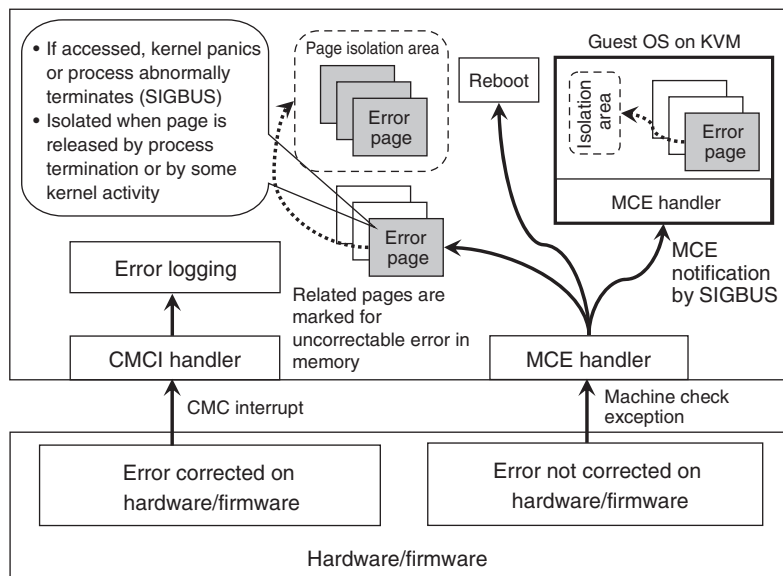 • If accessed, kernel panics
or process abnormally
terminates (SIGBUS)
• Isolated when page is
released by process
termination or by some
kernel activity
Page isolation area
Error
page
Reboot
Guest OS on KVM
Isolation
area
Error
page
MCE handler
Error
page
Error logging
Related pages are
marked for
uncorrectable error in
memory
MCE
notification
by SIGBUS
CMCI handler
MCE handler
CMC interrupt
Machine check
exception
Error corrected on
hardware/firmware
Error not corrected on
hardware/firmware
Hardware/firmware